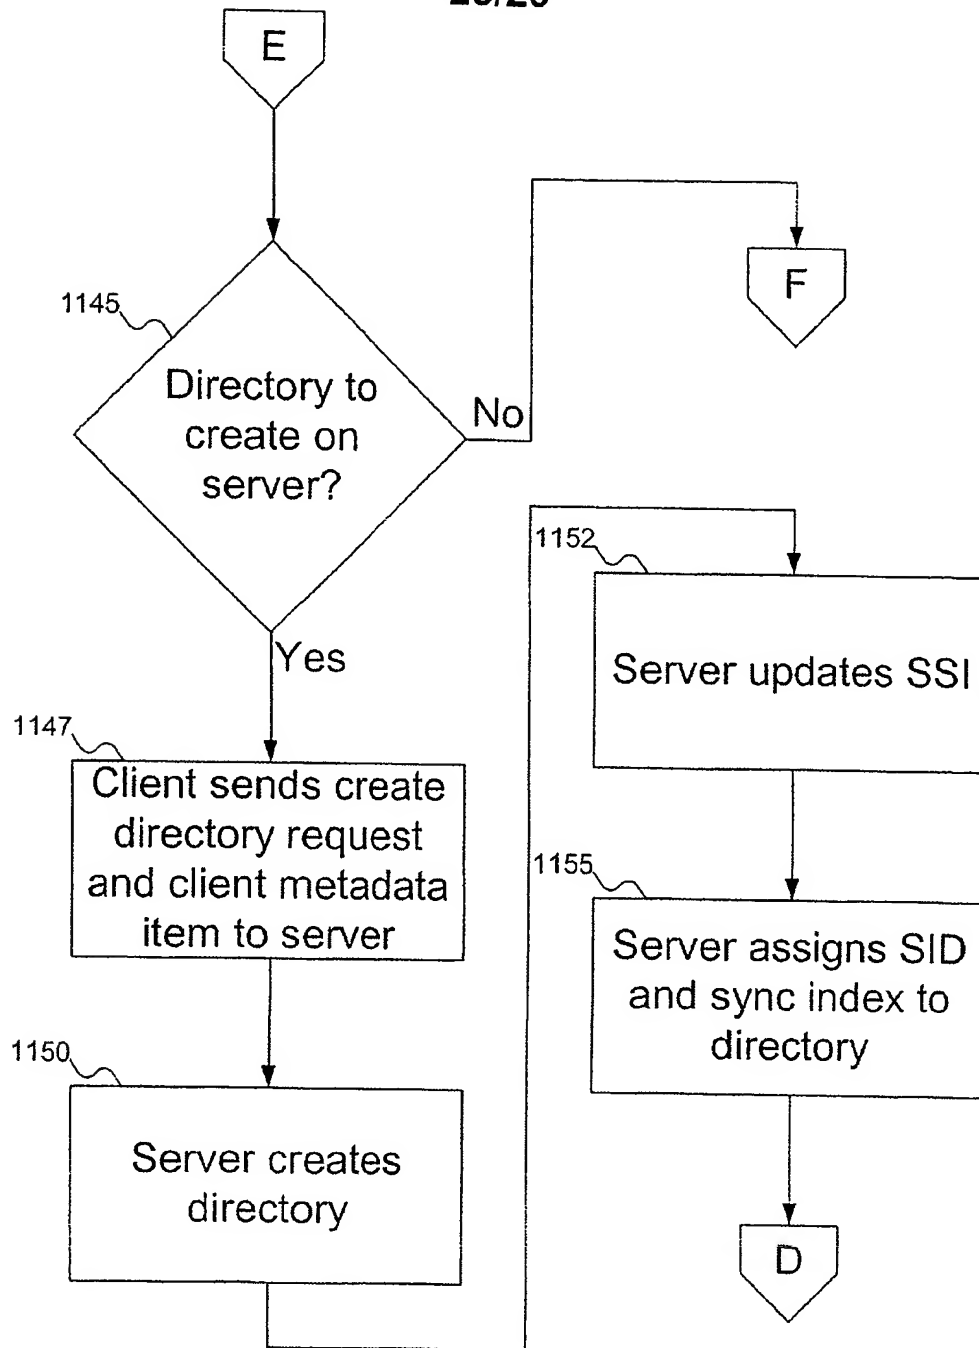 E
1145
Directory to
create on
server?
No
F
Yes
1147
Client sends create
directory request
and client metadata
item to server
1150
Server creates
directory
1152
Server updates SSI
1155
Server assigns SID
and sync index to
directory
D